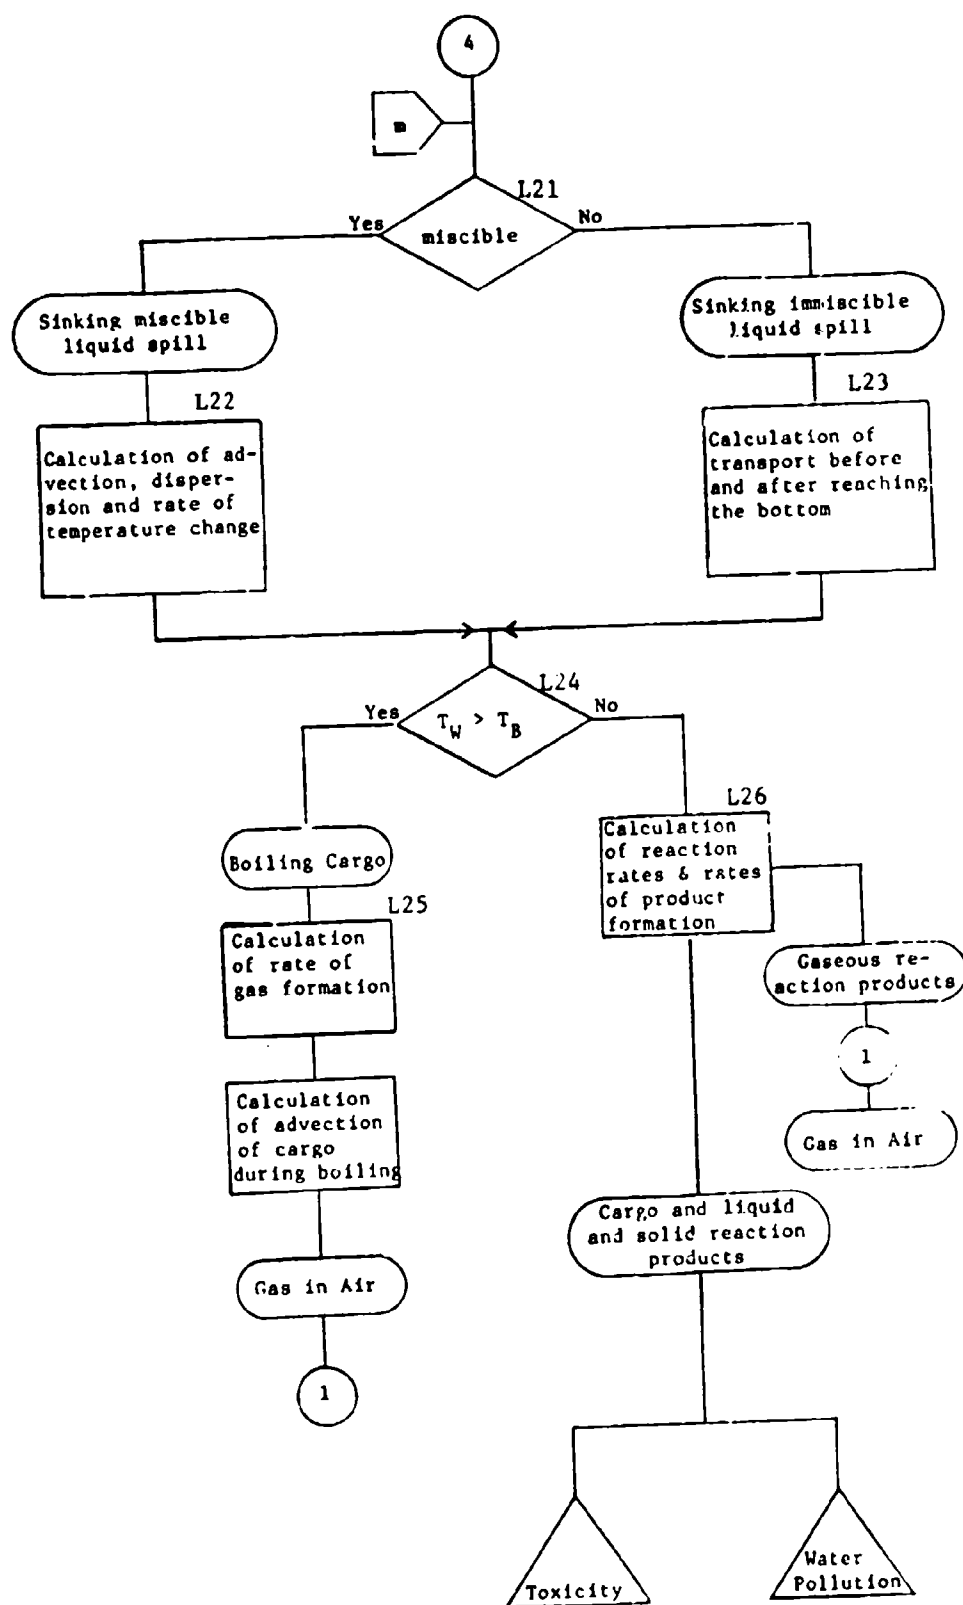 4
m
L21
Yes
miscible
No
Sinking miscible
liquid spill
Sinking immiscible
liquid spill
L22
L23
Calculation of ad-
vection, disper-
sion and rate of
temperature change
Calculation of
transport before
and after reaching
the bottom
L24
Yes
T_W > T_B
No
L26
Boiling Cargo
Calculation
of reaction
rates & rates
of product
formation
L25
Calculation
of rate of
gas formation
Gaseous re-
action products
1
Calculation
of advection
of cargo
during boiling
Gas in Air
Cargo and liquid
and solid reaction
products
Gas in Air
1
Toxicity
Water
Pollution